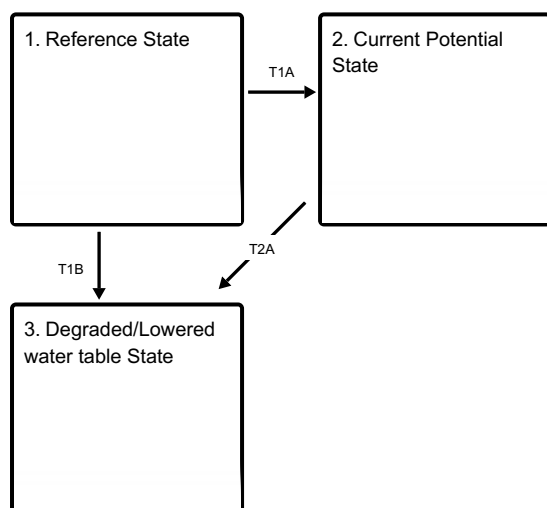 1. Reference State
2. Current Potential
State
T1A
T1B
T2A
3. Degraded/Lowered
water table State